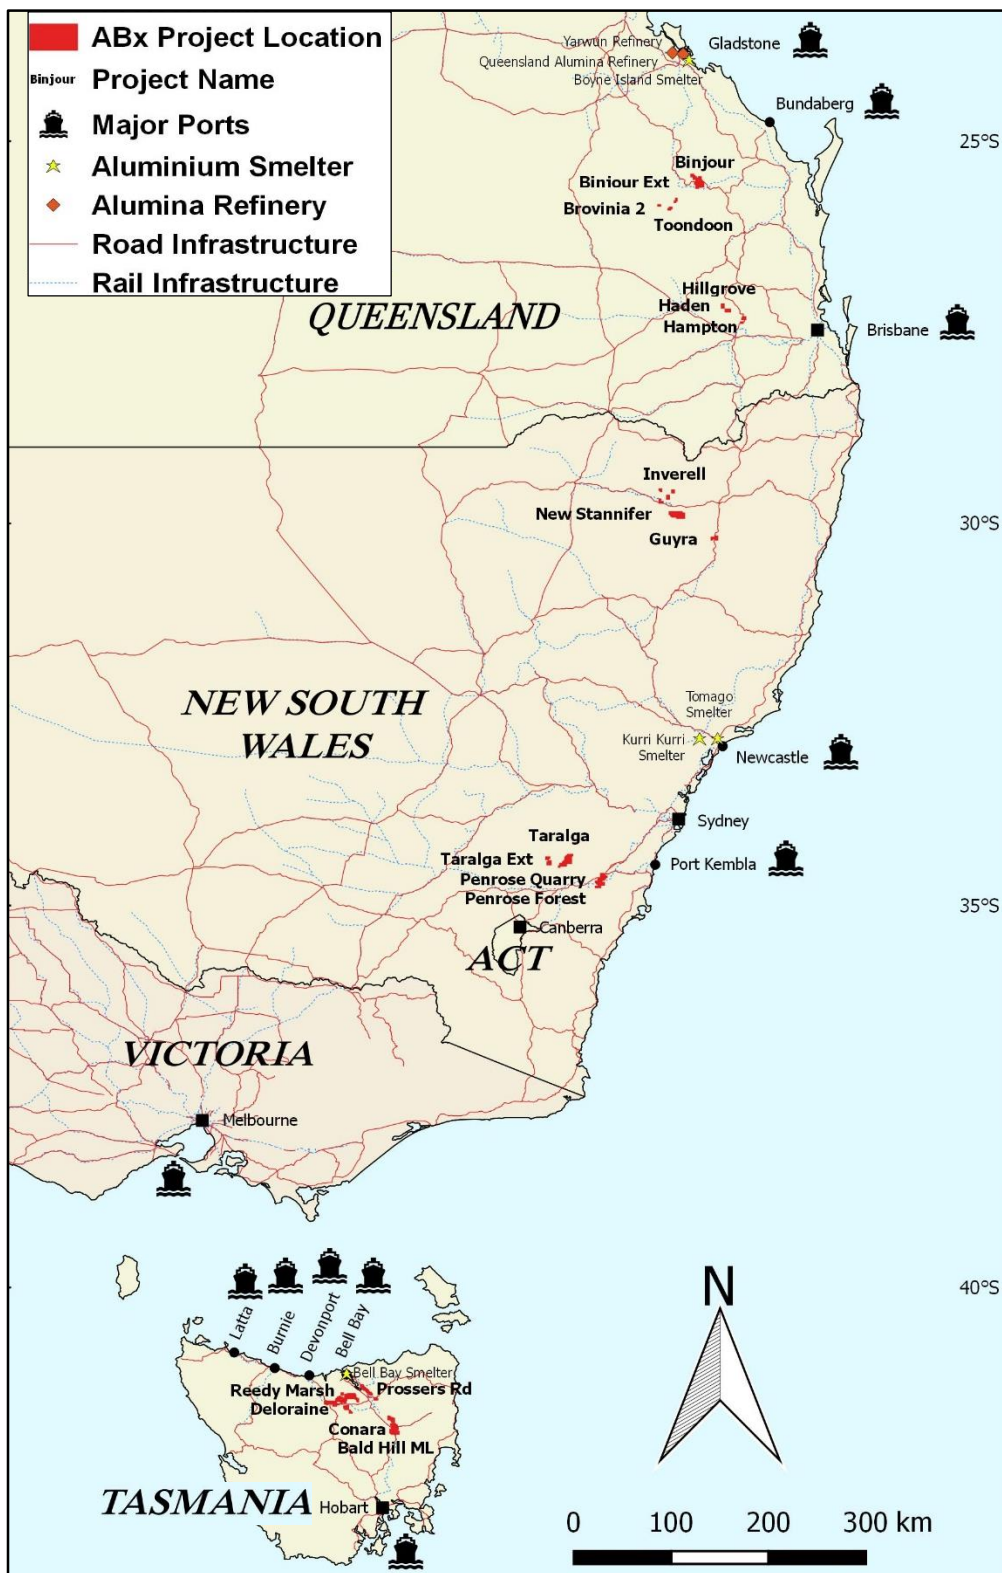 ABx Project Location
Binjour Project Name
Major Ports
Aluminium Smelter
Alumina Refinery
Road Infrastructure
Rail Infrastructure
Yarwun Refinery
Gladstone
Queensland Alumina Refinery
Boyne Island Smelter
Bundaberg
25°S
Binjour
Biniour Ext
Brovinia 2
Toondoon
Hillgrove
Haden
Hampton
QUEENSLAND
Brisbane
Inverell
New Stannifer
Guyra
30°S
NEW SOUTH
WALES
Tomago
Smelter
Kurri Kurri
Smelter
Newcastle
Sydney
Taralga
Taralga Ext
Port Kembla
Penrose Quarry
Penrose Forest
35°S
Canberra
ACT
VICTORIA
Melbourne
40°S
N
Latta
Burnie
Devonport
Bell Bay
Bell Bay Smelter
Reedy Marsh
Prossers Rd
Deloraine
Conara
Bald Hill ML
TASMANIA
Hobart
0 100 200 300 km